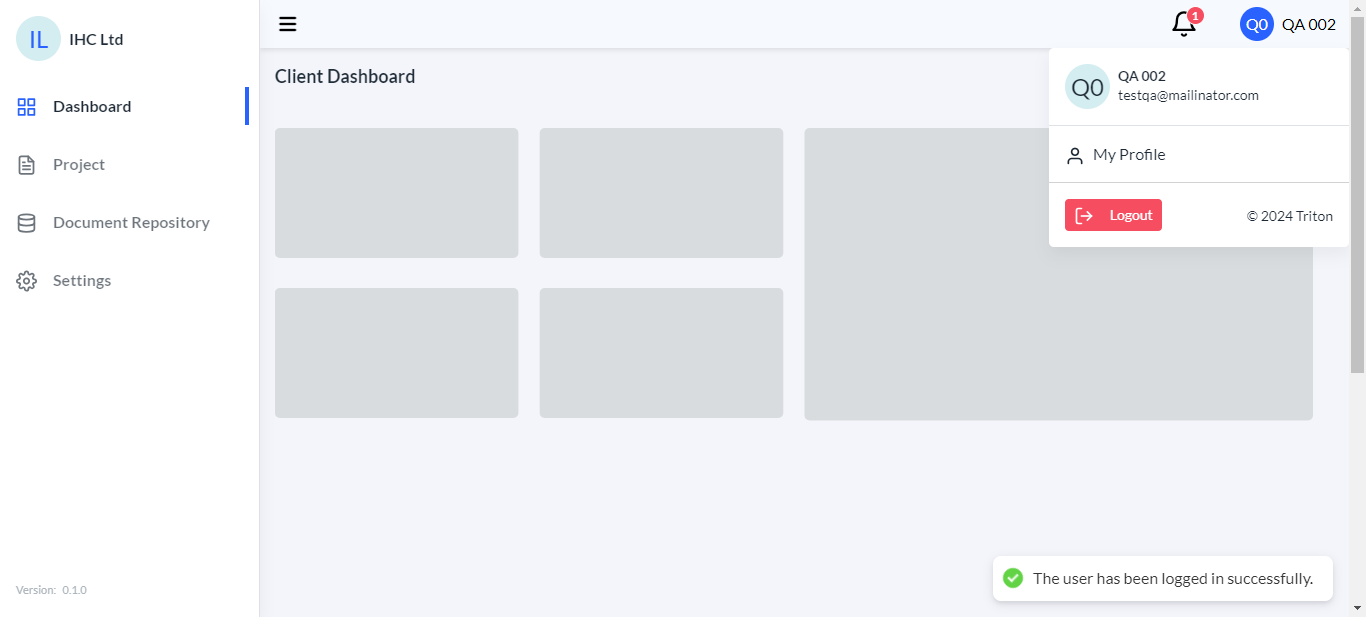 IL IHC Ltd
Dashboard
Project
Document Repository
Settings
Version: 0.1.0
1
Q0 QA 002
Client Dashboard
Q0
QA 002
testqa@mailinator.com
My Profile
Logout © 2024 Triton
The user has been logged in successfully.